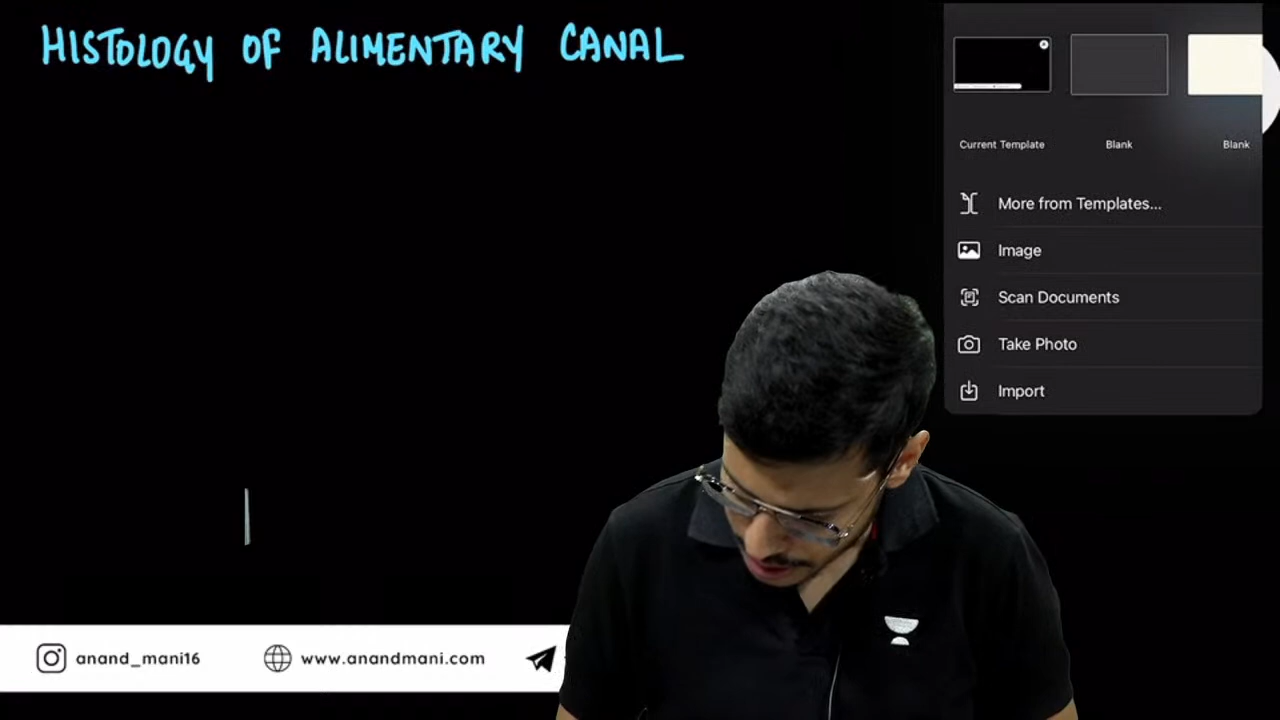 HISTOLOGY OF ALIMENTARY CANAL
Current Template
Blank
Blank
More from Templates...
Image
Scan Documents
Take Photo
Import
anand_mani16
www.anandmani.com